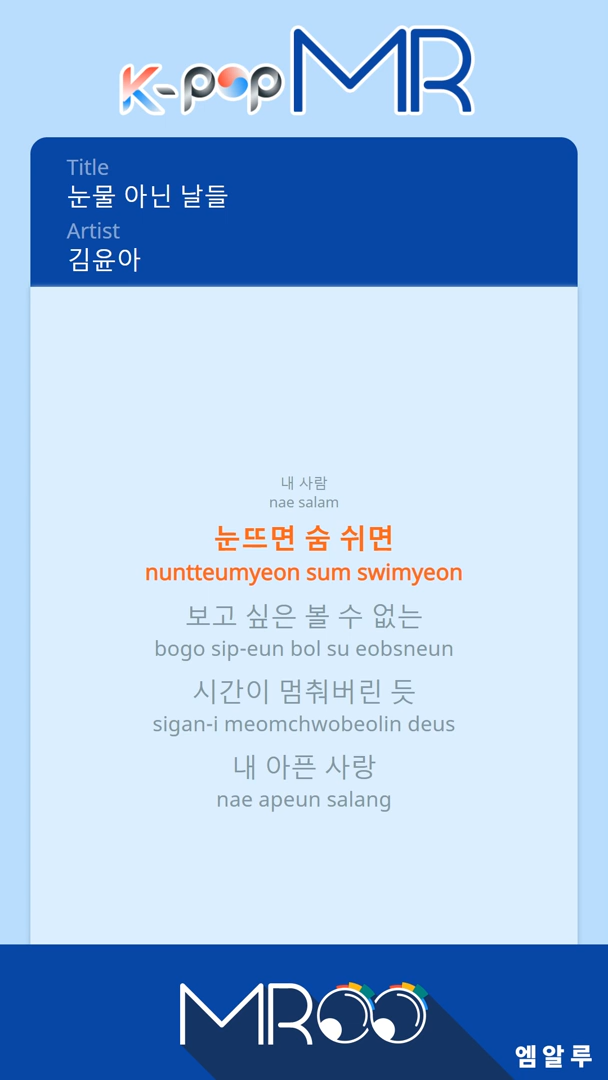 K-pop MR
Title
눈물 아닌 날들
Artist
김윤아
내 사람
nae salam
눈뜨면 숨 쉬면
nuntteumyeon sum swimyeon
보고 싶은 볼 수 없는
bogo sip-eun bol su eobsneun
시간이 멈춰버린 듯
sigan-i meomchwobeolin deus
내 아픈 사랑
nae apeun salang
MROO
엠알루